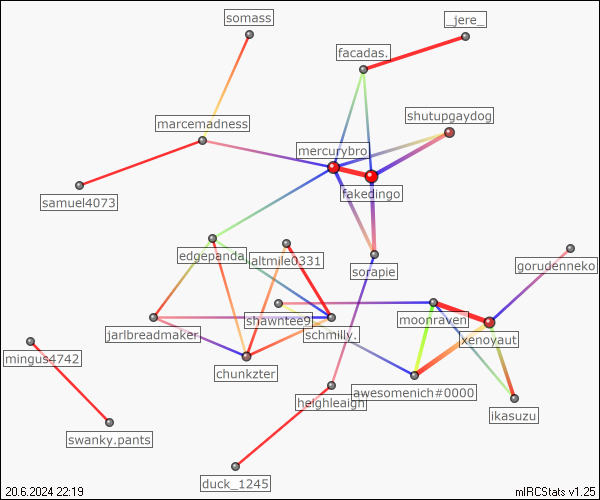 somass
_jere_
facadas.
shutupgaydog
marcemadness
mercurybro
fakedingo
samuel4073
edgepanda
altmile0331
sorapie
gorudenneko
shawntee9
moonraven
jarlbreadmaker
schmilly.
xenoyaut
mingus4742
chunkzter
awesomenich#0000
heighleaigh
ikasuzu
swanky.pants
duck_1245
20.6.2024 22:19
mIRCStats v1.25